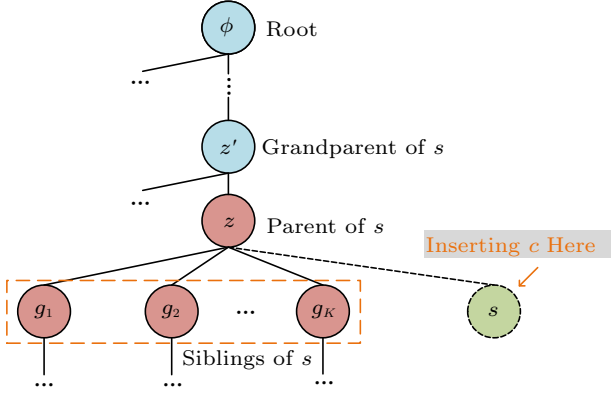 ϕ Root
...
...
z′ Grandparent of s
...
z Parent of s
Inserting c Here
g1 g2 ... gK s
Siblings of s
... ... ...